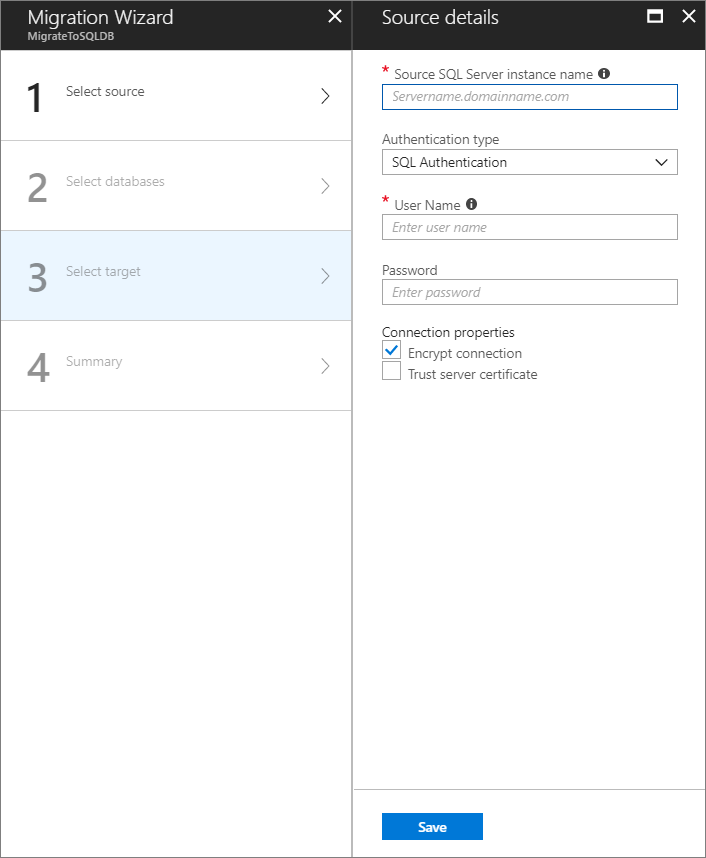 Migration Wizard
MigrateToSQLDB
1 Select source
2 Select databases
3 Select target
4 Summary
Source details
* Source SQL Server instance name
Servername.domainname.com
Authentication type
SQL Authentication
* User Name
Enter user name
Password
Enter password
Connection properties
Encrypt connection
Trust server certificate
Save